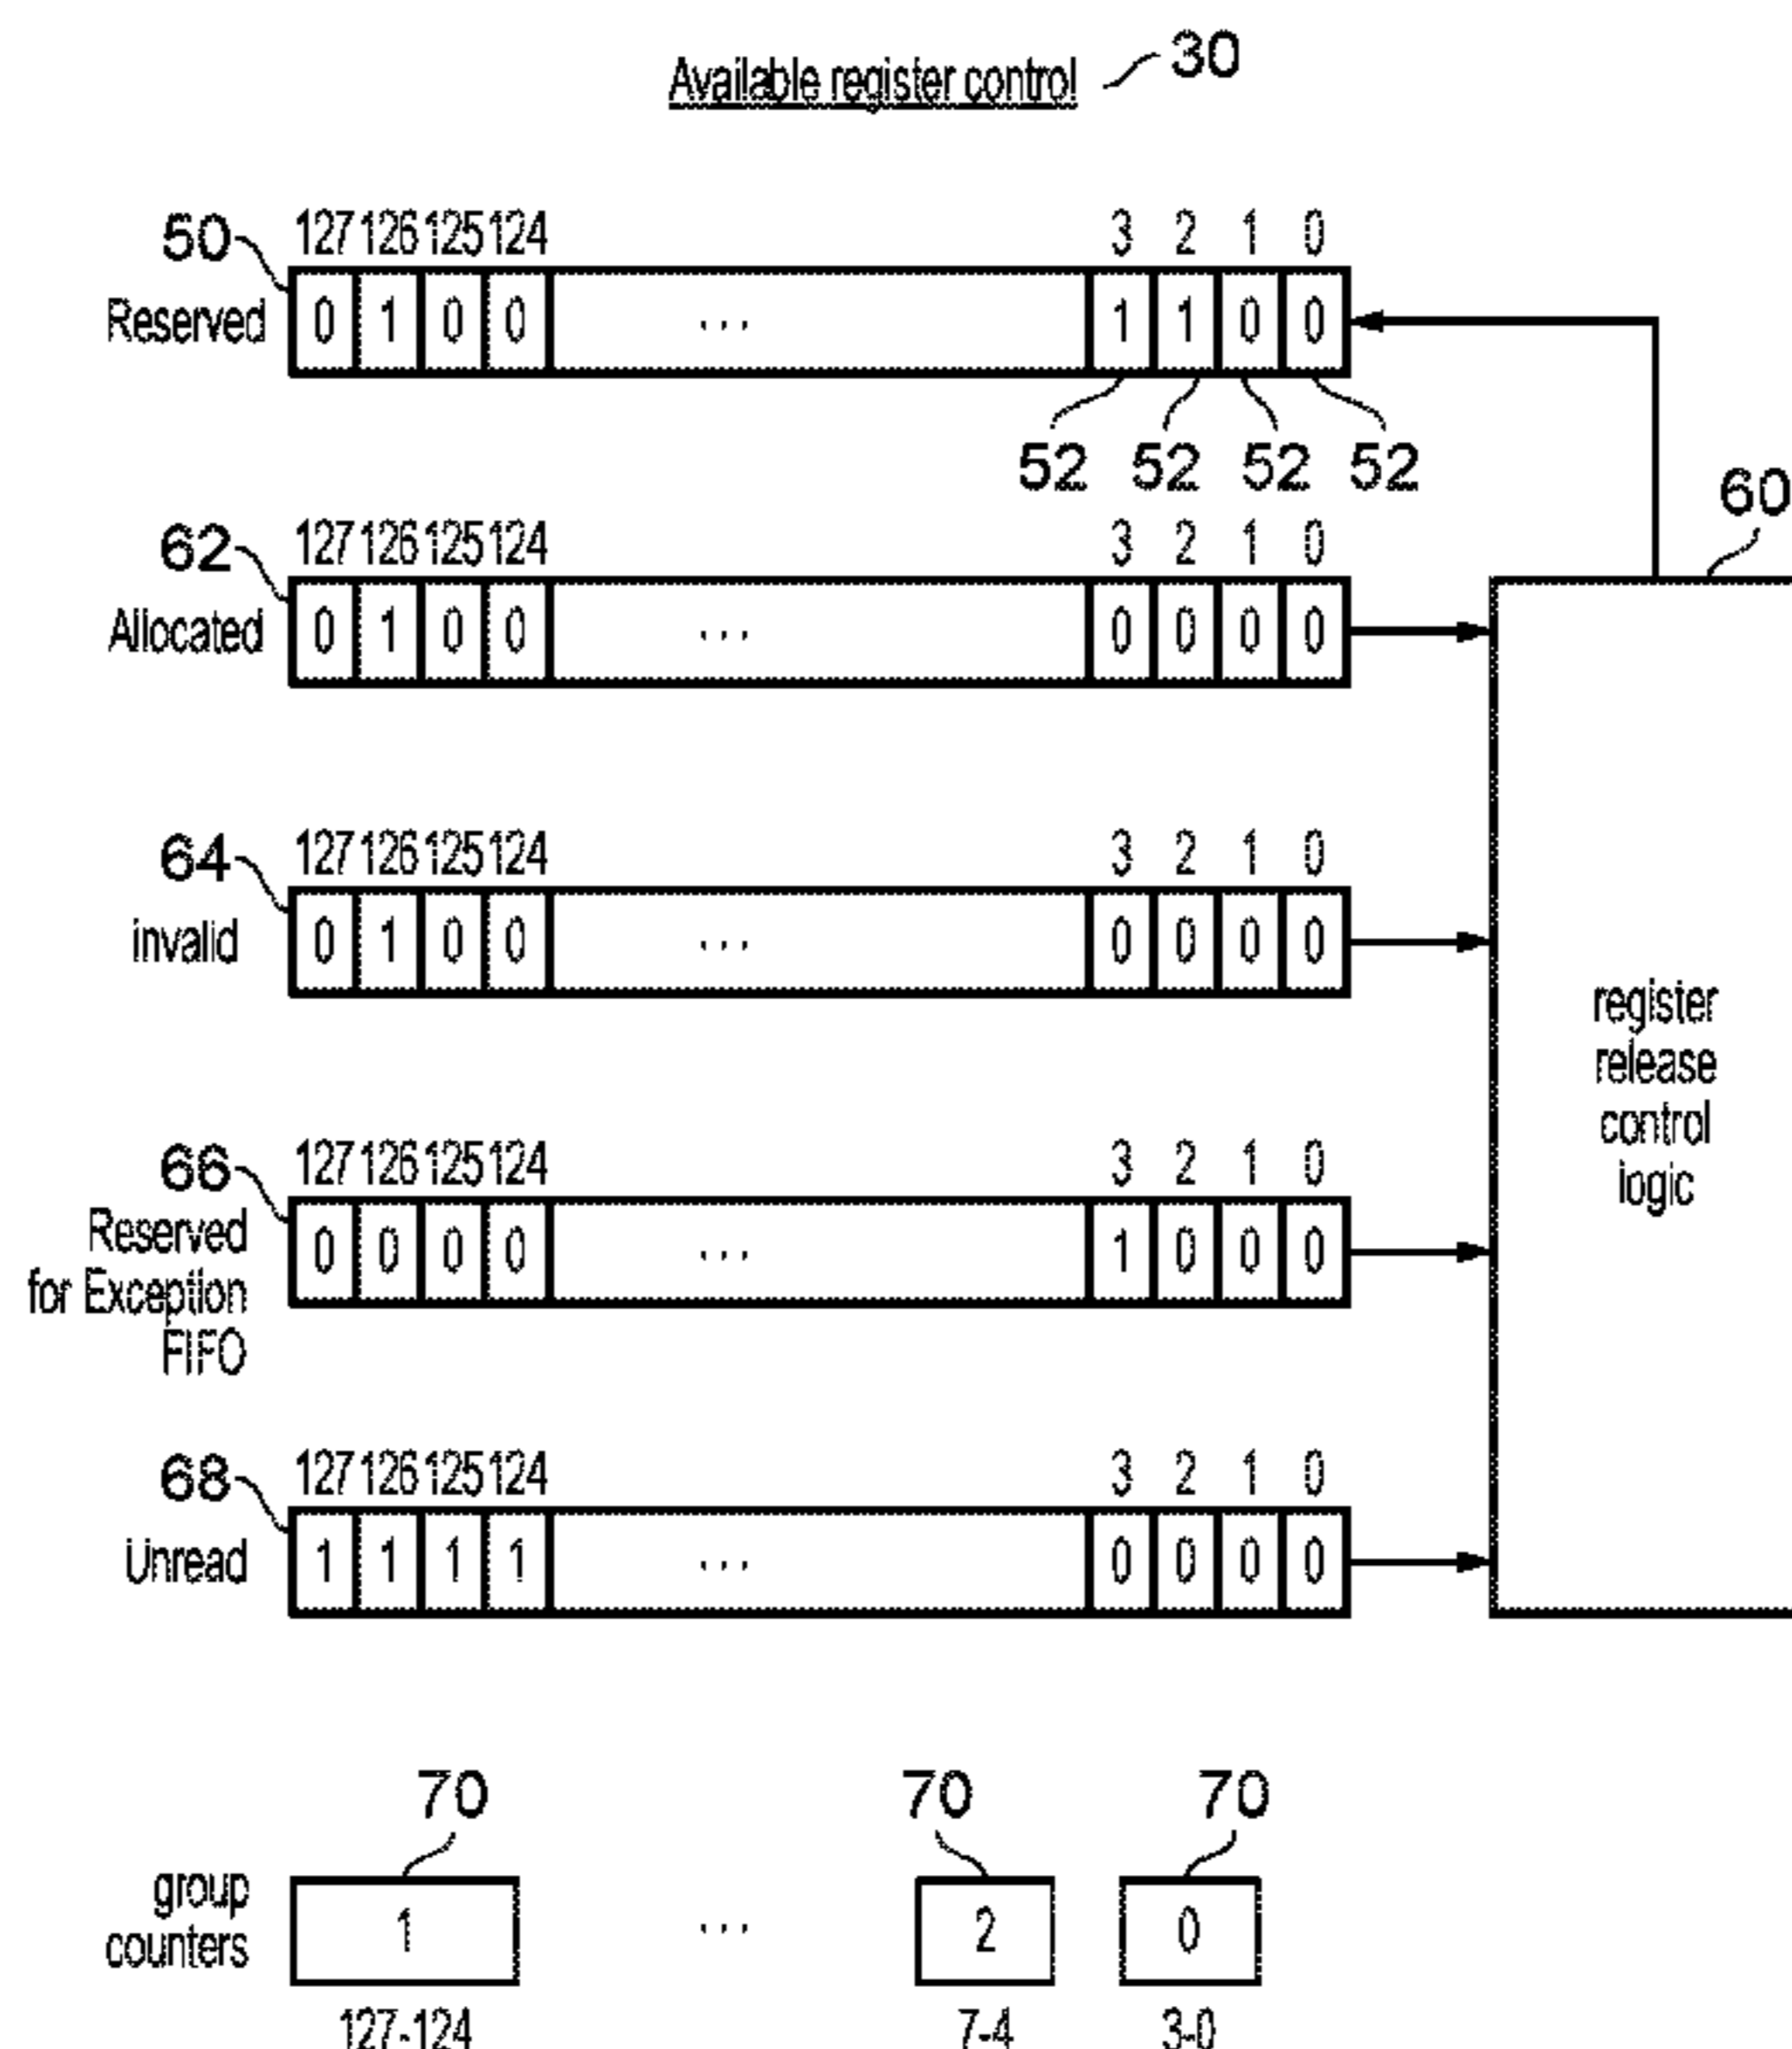 Available register control 30
50 127 126 125 124 3 2 1 0
Reserved 0 1 0 0 ... 1 1 0 0
52 52 52 52
60
62 127 126 125 124 3 2 1 0
Allocated 0 1 0 0 ... 0 0 0 0
64 127 126 125 124 3 2 1 0
invalid 0 1 0 0 ... 0 0 0 0
register
release
control
logic
66 127 126 125 124 3 2 1 0
Reserved
for Exception
FIFO
0 0 0 0 ... 1 0 0 0
68 127 126 125 124 3 2 1 0
Unread 1 1 1 1 ... 0 0 0 0
70 70 70
group
counters
1 ... 2 0
127-124 7-4 3-0